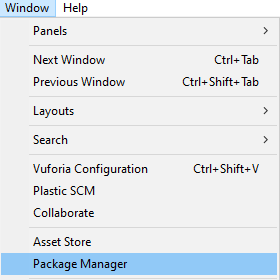 Window Help
Panels >
Next Window Ctrl+Tab
Previous Window Ctrl+Shift+Tab
Layouts >
Search >
Vuforia Configuration Ctrl+Shift+V
Plastic SCM
Collaborate
Asset Store
Package Manager